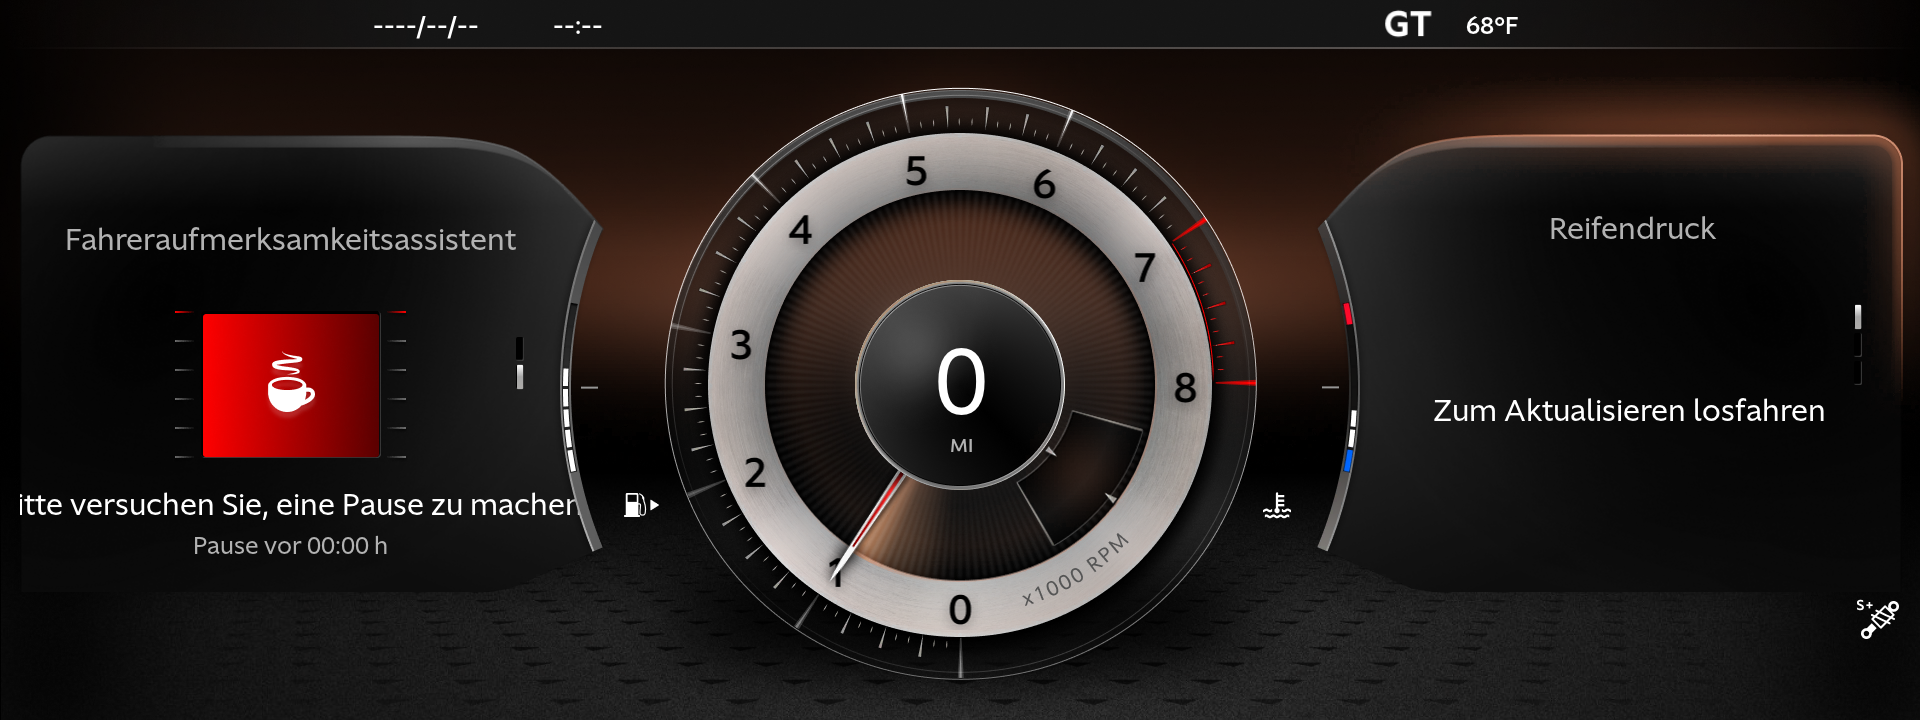 ----/--/-- --:-- GT 68°F
Fahreraufmerksamkeitsassistent
itte versuchen Sie, eine Pause zu machen
Pause vor 00:00 h
0
1
2
3
4
5
6
7
8
x1000 RPM
0
MI
Reifendruck
Zum Aktualisieren losfahren
S+